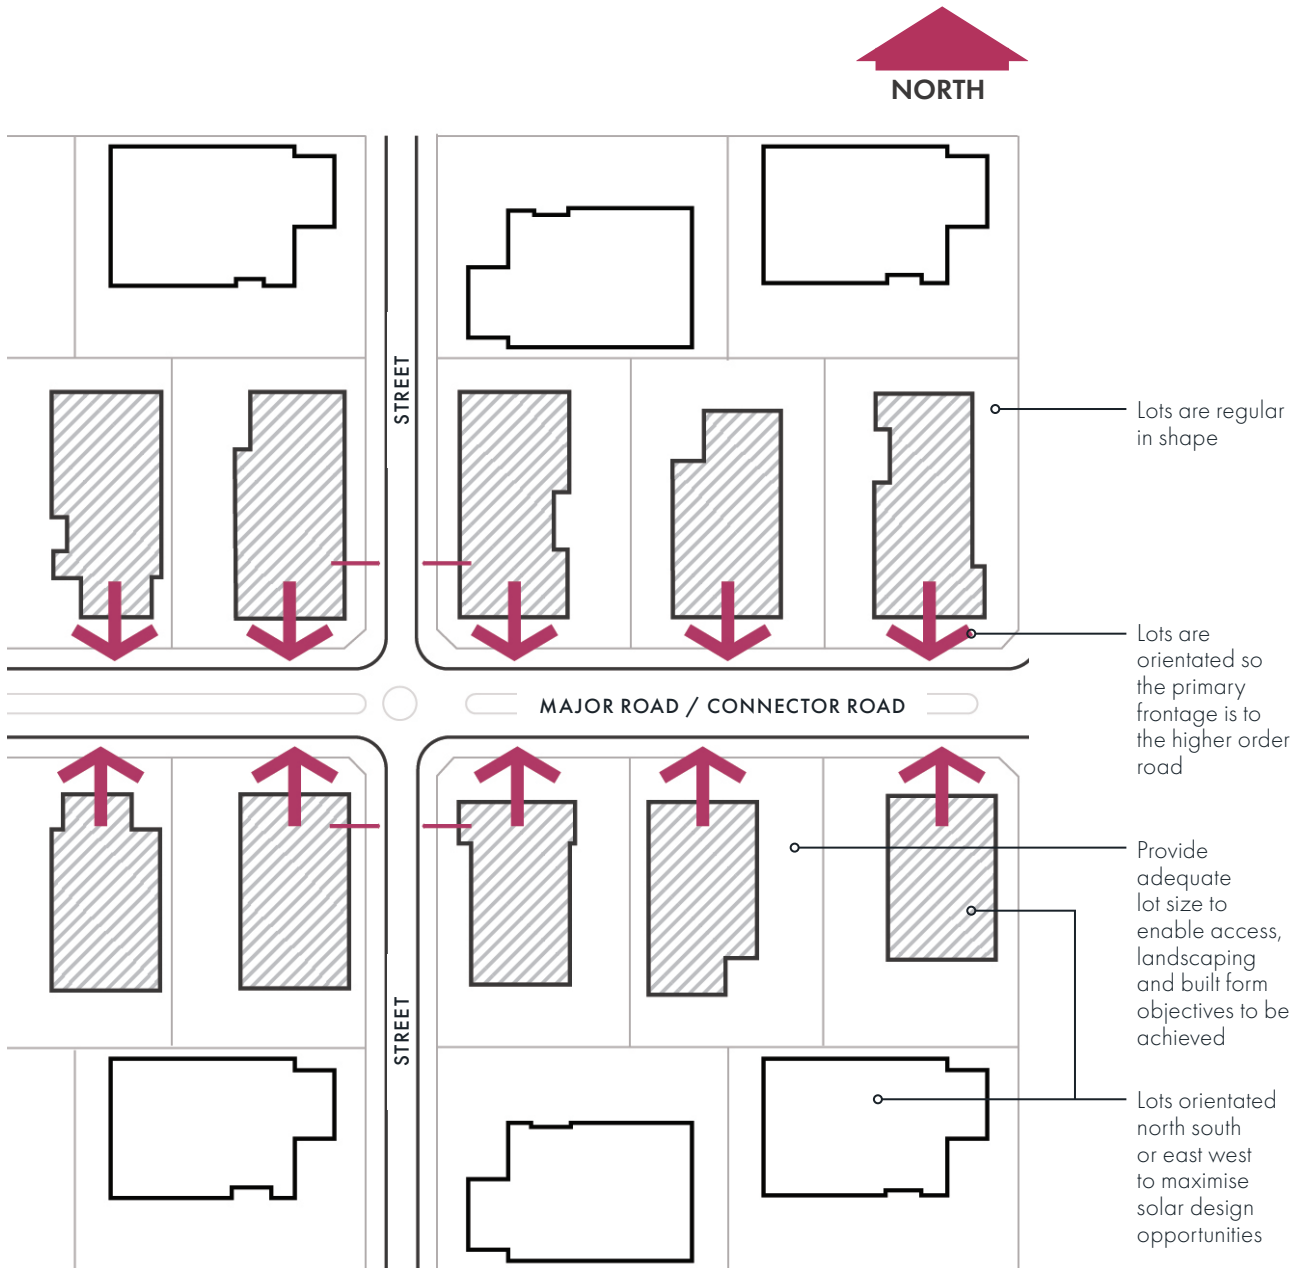 NORTH
STREET
Lots are regular
in shape
Lots are
orientated so
the primary
frontage is to
the higher order
road
MAJOR ROAD / CONNECTOR ROAD
Provide
adequate
lot size to
enable access,
landscaping
and built form
objectives to be
achieved
STREET
Lots orientated
north south
or east west
to maximise
solar design
opportunities